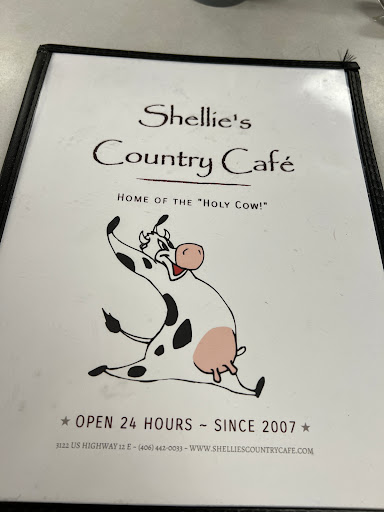 Shellie's
Country Café
HOME OF THE "HOLY COW!"
★ OPEN 24 HOURS ~ SINCE 2007 ★
3122 US HIGHWAY 12 E ~ (406) 442-0033 ~ WWW.SHELLIESCOUNTRYCAFE.COM